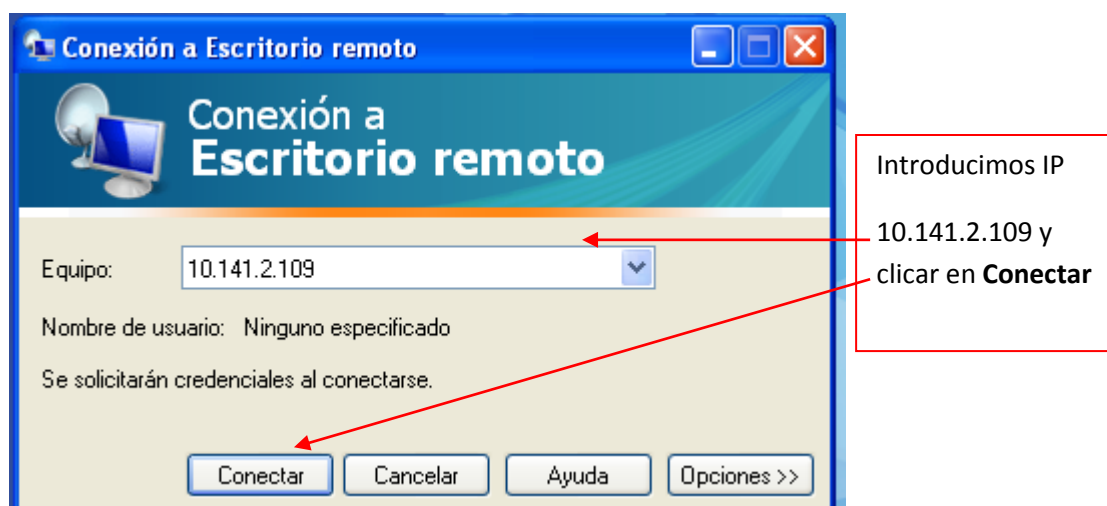 Conexión a Escritorio remoto
Conexión a
Escritorio remoto
Equipo: 10.141.2.109
Nombre de usuario: Ninguno especificado
Se solicitarán credenciales al conectarse.
Conectar Cancelar Ayuda Opciones >>
Introducimos IP
10.141.2.109 y
clicar en Conectar